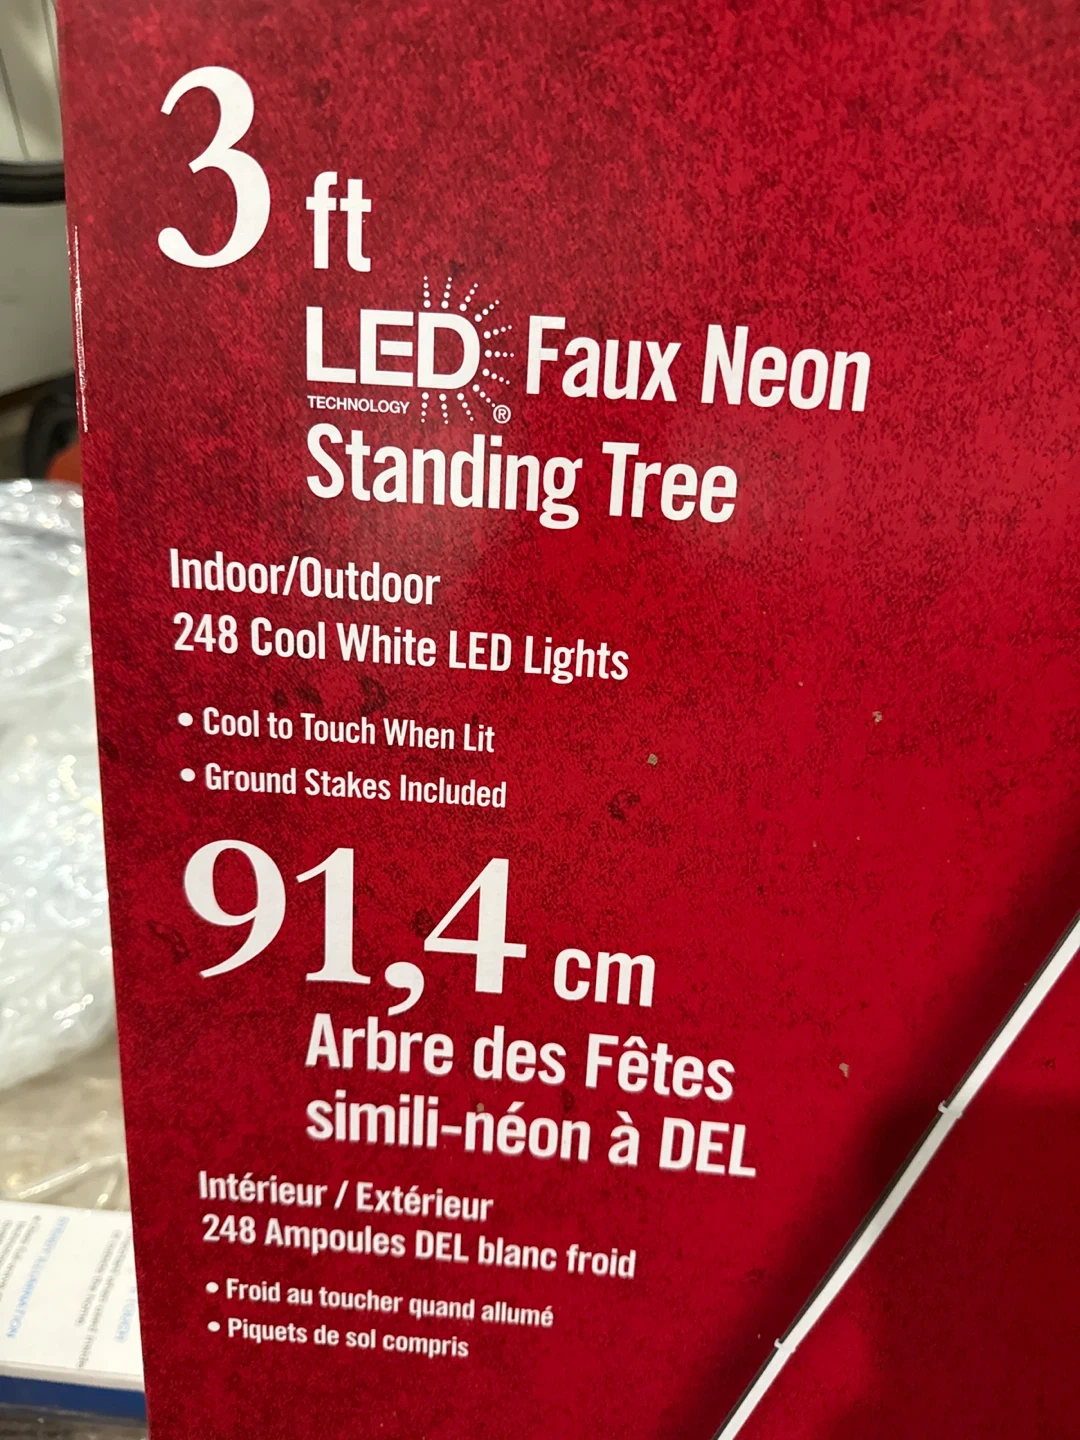 3 ft
LED Faux Neon
TECHNOLOGY ®
Standing Tree
Indoor/Outdoor
248 Cool White LED Lights
• Cool to Touch When Lit
• Ground Stakes Included
91,4 cm
Arbre des Fêtes
simili-néon à DEL
Intérieur / Extérieur
248 Ampoules DEL blanc froid
• Froid au toucher quand allumé
• Piquets de sol compris